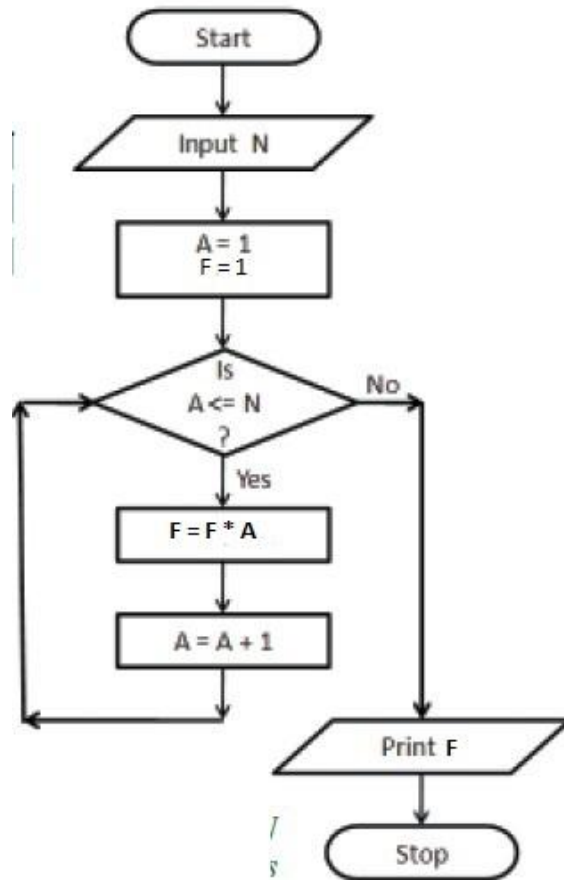 Start
Input N
A = 1
F = 1
Is
A <= N
?
No
Yes
F = F * A
A = A + 1
Print F
Stop